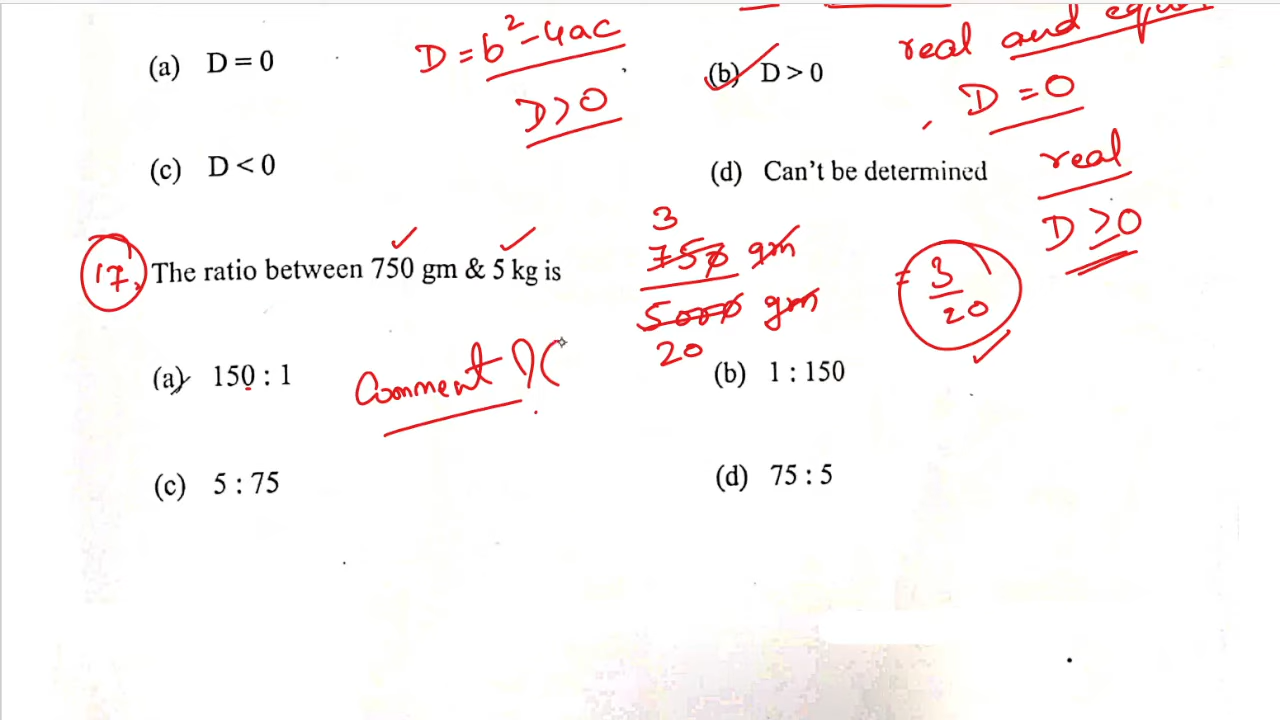 real and equal
(a) D = 0
D = b² - 4ac
(b) D > 0
D = 0
D > 0
(c) D < 0
(d) Can't be determined
real
D ≥ 0
17. The ratio between 750 gm & 5 kg is
3
750 gm
5000 gm
20
= 3
20
(a) 150 : 1
Comment
(b) 1 : 150
(c) 5 : 75
(d) 75 : 5